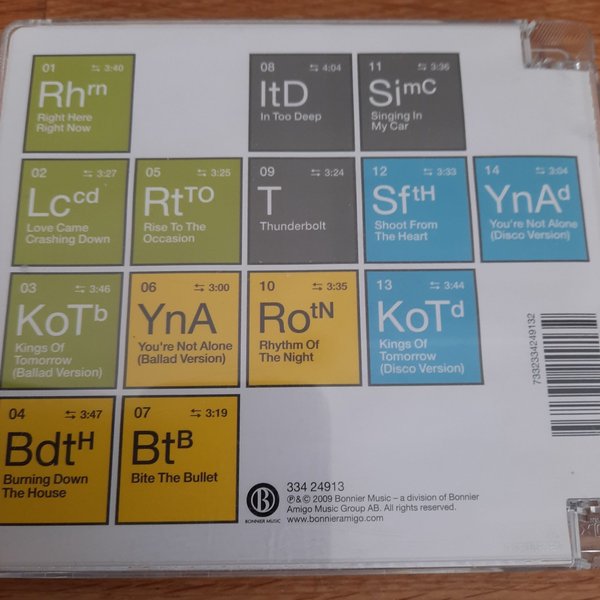 01 ⇆ 3:40
Rhrn
Right Here
Right Now
08 ⇆ 4:04
ItD
In Too Deep
11 ⇆ 3:36
SimC
Singing In
My Car
02 ⇆ 3:27
Lccd
Love Came
Crashing Down
05 ⇆ 3:25
RtTO
Rise To The
Occasion
09 ⇆ 3:24
T
Thunderbolt
12 ⇆ 3:33
SftH
Shoot From
The Heart
14 ⇆ 3:04
YnAd
You're Not Alone
(Disco Version)
03 ⇆ 3:46
KoTb
Kings Of
Tomorrow
(Ballad Version)
06 ⇆ 3:00
YnA
You're Not Alone
(Ballad Version)
10 ⇆ 3:35
RotN
Rhythm Of
The Night
13 ⇆ 3:44
KoTd
Kings Of
Tomorrow
(Disco Version)
04 ⇆ 3:47
BdtH
Burning Down
The House
07 ⇆ 3:19
BtB
Bite The Bullet
7332334249132
B
BONNIER MUSIC
334 24913
℗&© 2009 Bonnier Music – a division of Bonnier
Amigo Music Group AB. All rights reserved.
www.bonnieramigo.com